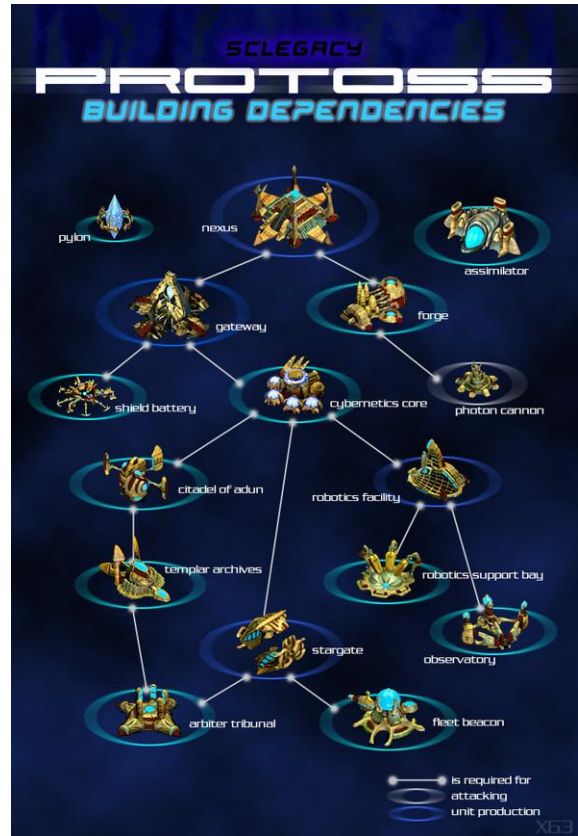 SCLEGACY
PROTOSS
BUILDING DEPENDENCIES
pylon
nexus
assimilator
gateway
forge
shield battery
cybernetics core
photon cannon
citadel of adun
robotics facility
templar archives
robotics support bay
stargate
observatory
arbiter tribunal
fleet beacon
is required for
attacking
unit production
X63